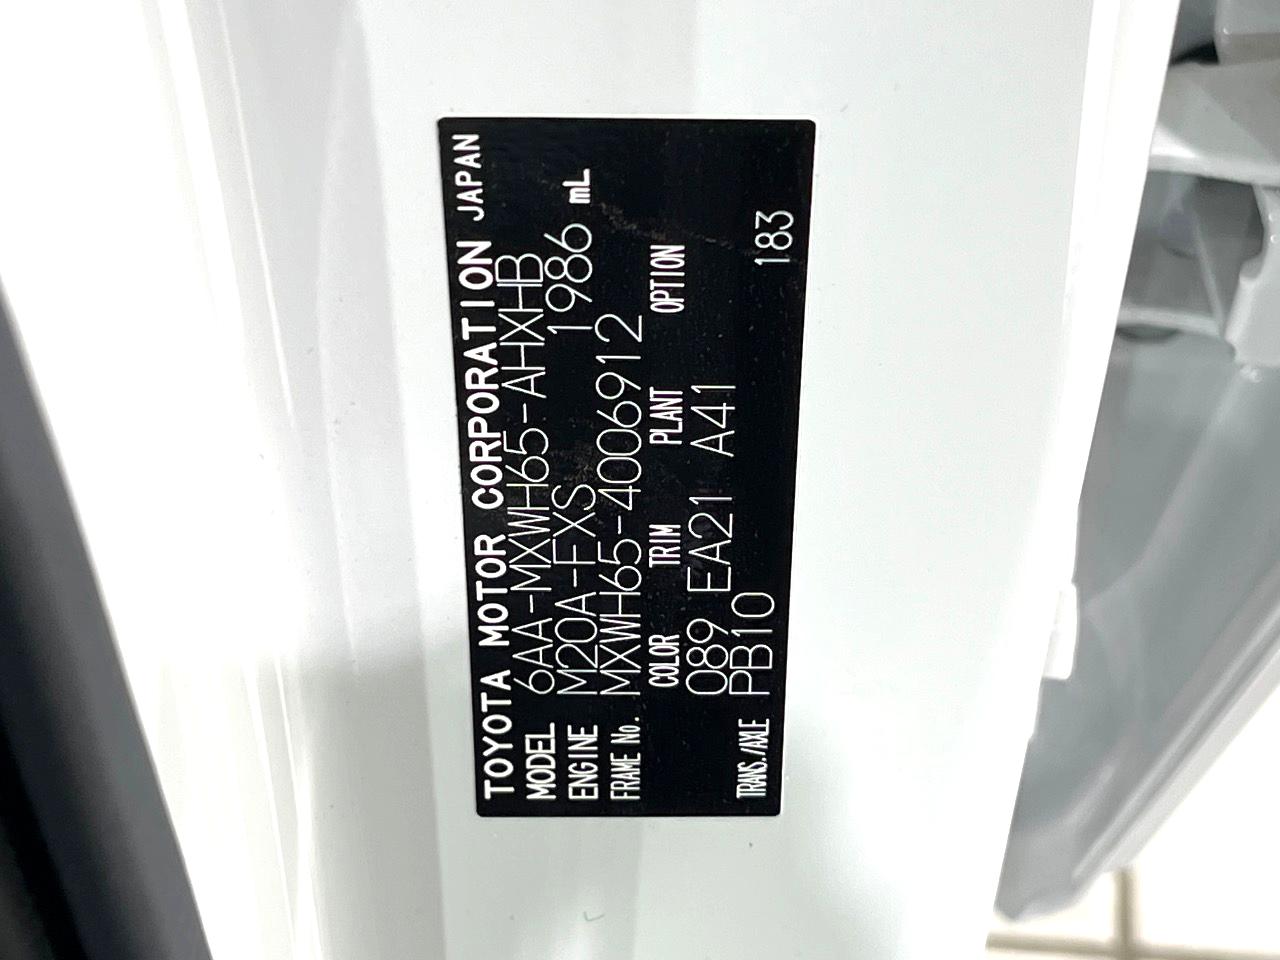 TOYOTA MOTOR CORPORATION JAPAN
MODEL 6AA-MXWH65-AHXHB
ENGINE M20A-FXS 1986 mL
FRAME No. MXWH65-4006912
COLOR TRIM PLANT OPTION
089 EA21 A41
TRANS./AXLE PB10 183